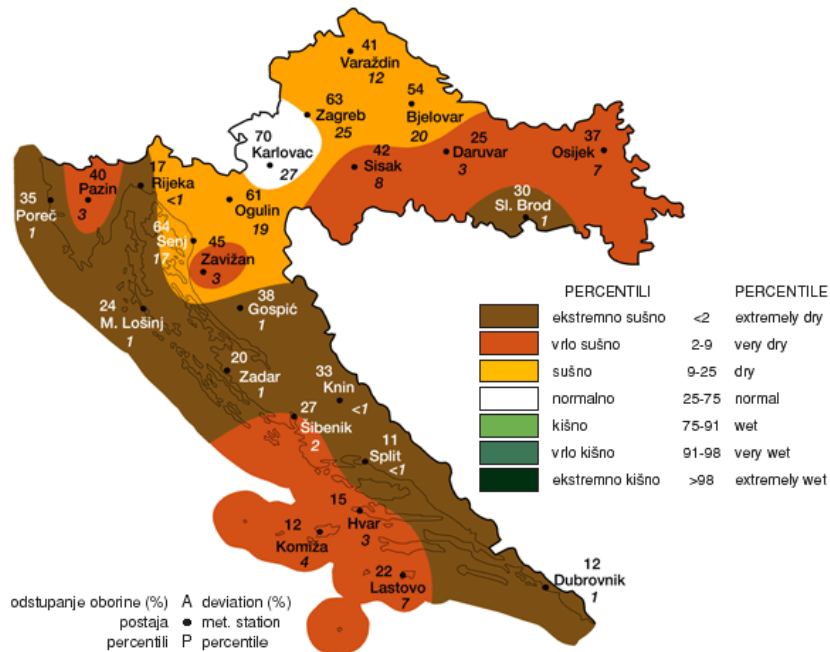 41
Varaždin
12
54
Bjelovar
20
63
Zagreb
25
70
Karlovac
27
42
Sisak
8
25
Daruvar
3
37
Osijek
7
30
Sl. Brod
1
17
Rijeka
<1
40
Pazin
3
35
Poreč
1
61
Ogulin
19
64
Senj
17
45
Zavižan
3
38
Gospić
1
24
M. Lošinj
1
20
Zadar
1
33
Knin
<1
27
Šibenik
2
11
Split
<1
15
Hvar
3
12
Komiža
4
22
Lastovo
7
12
Dubrovnik
1
PERCENTILI PERCENTILE
ekstremno sušno <2 extremely dry
vrlo sušno 2-9 very dry
sušno 9-25 dry
normalno 25-75 normal
kišno 75-91 wet
vrlo kišno 91-98 very wet
ekstremno kišno >98 extremely wet
odstupanje oborine (%) A deviation (%)
postaja met. station
percentili P percentile